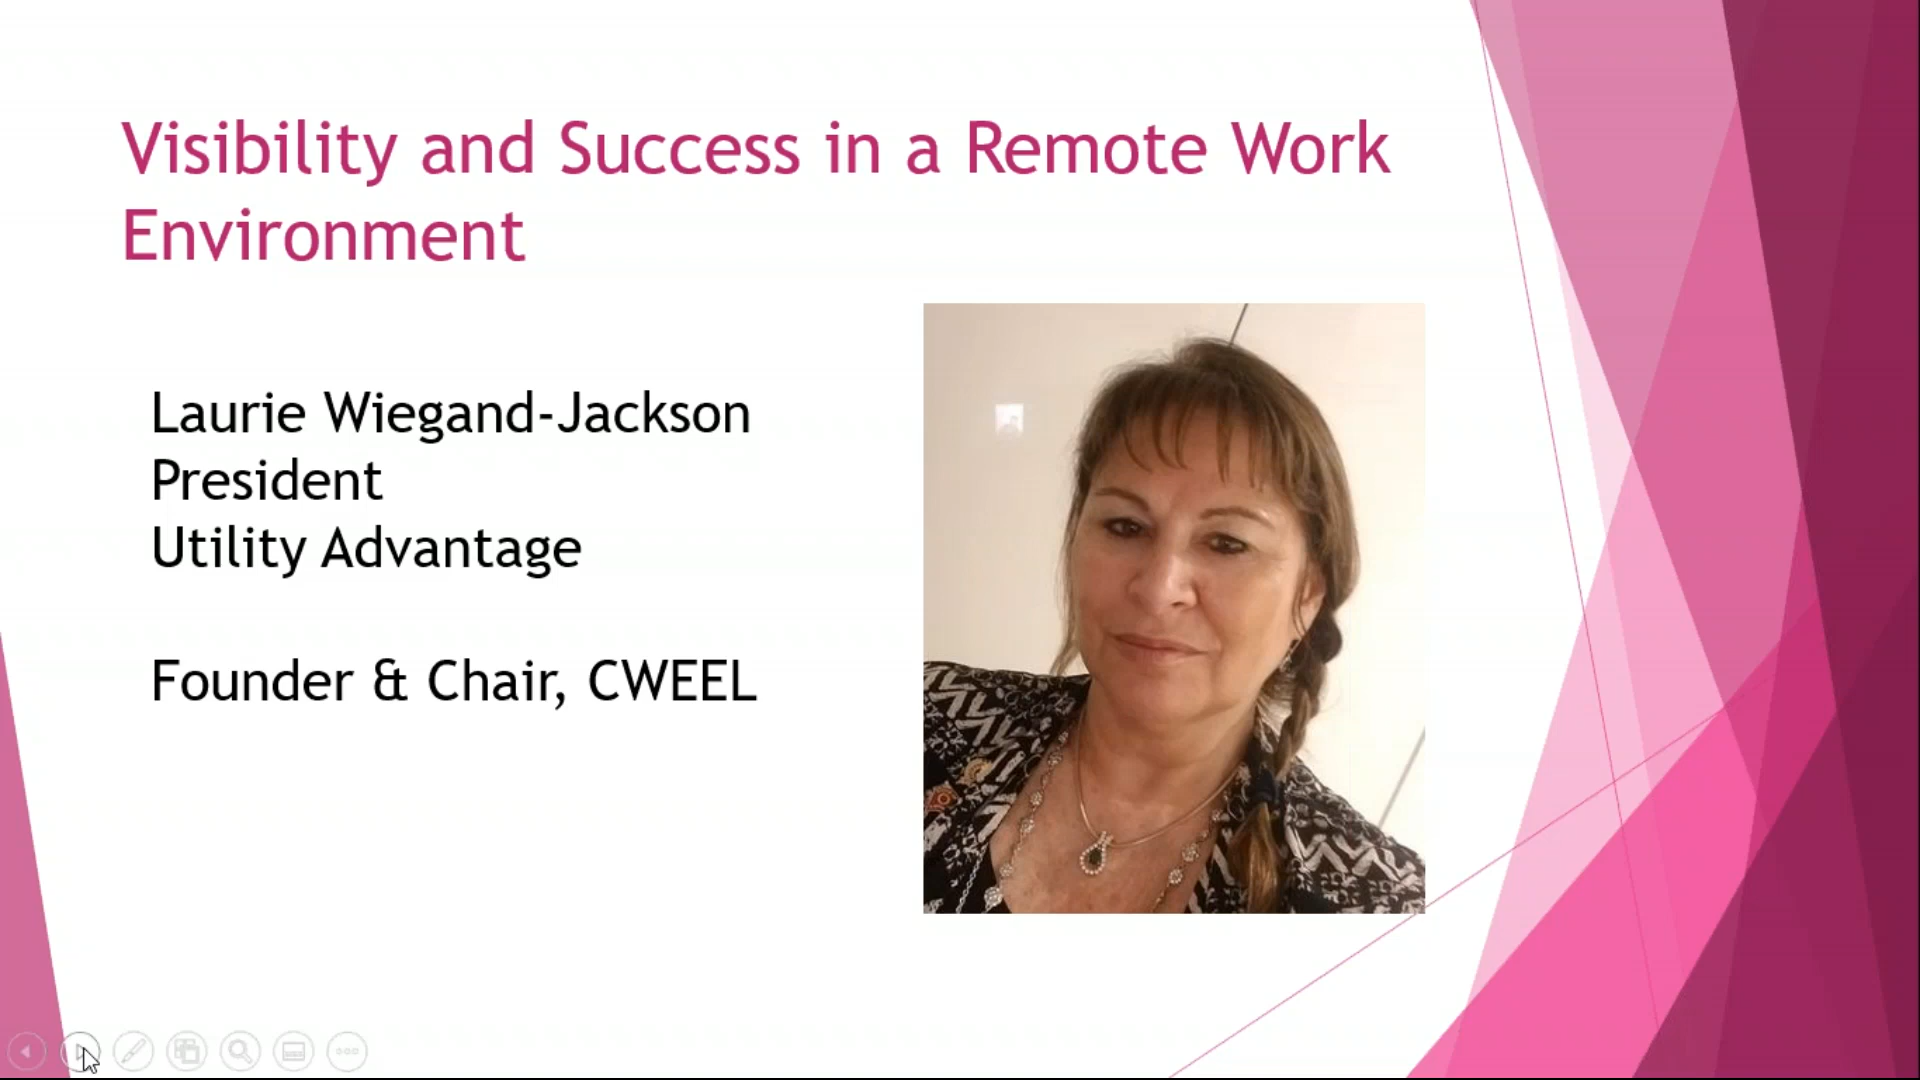 Visibility and Success in a Remote Work
Environment
Laurie Wiegand-Jackson
President
Utility Advantage
Founder & Chair, CWEEL